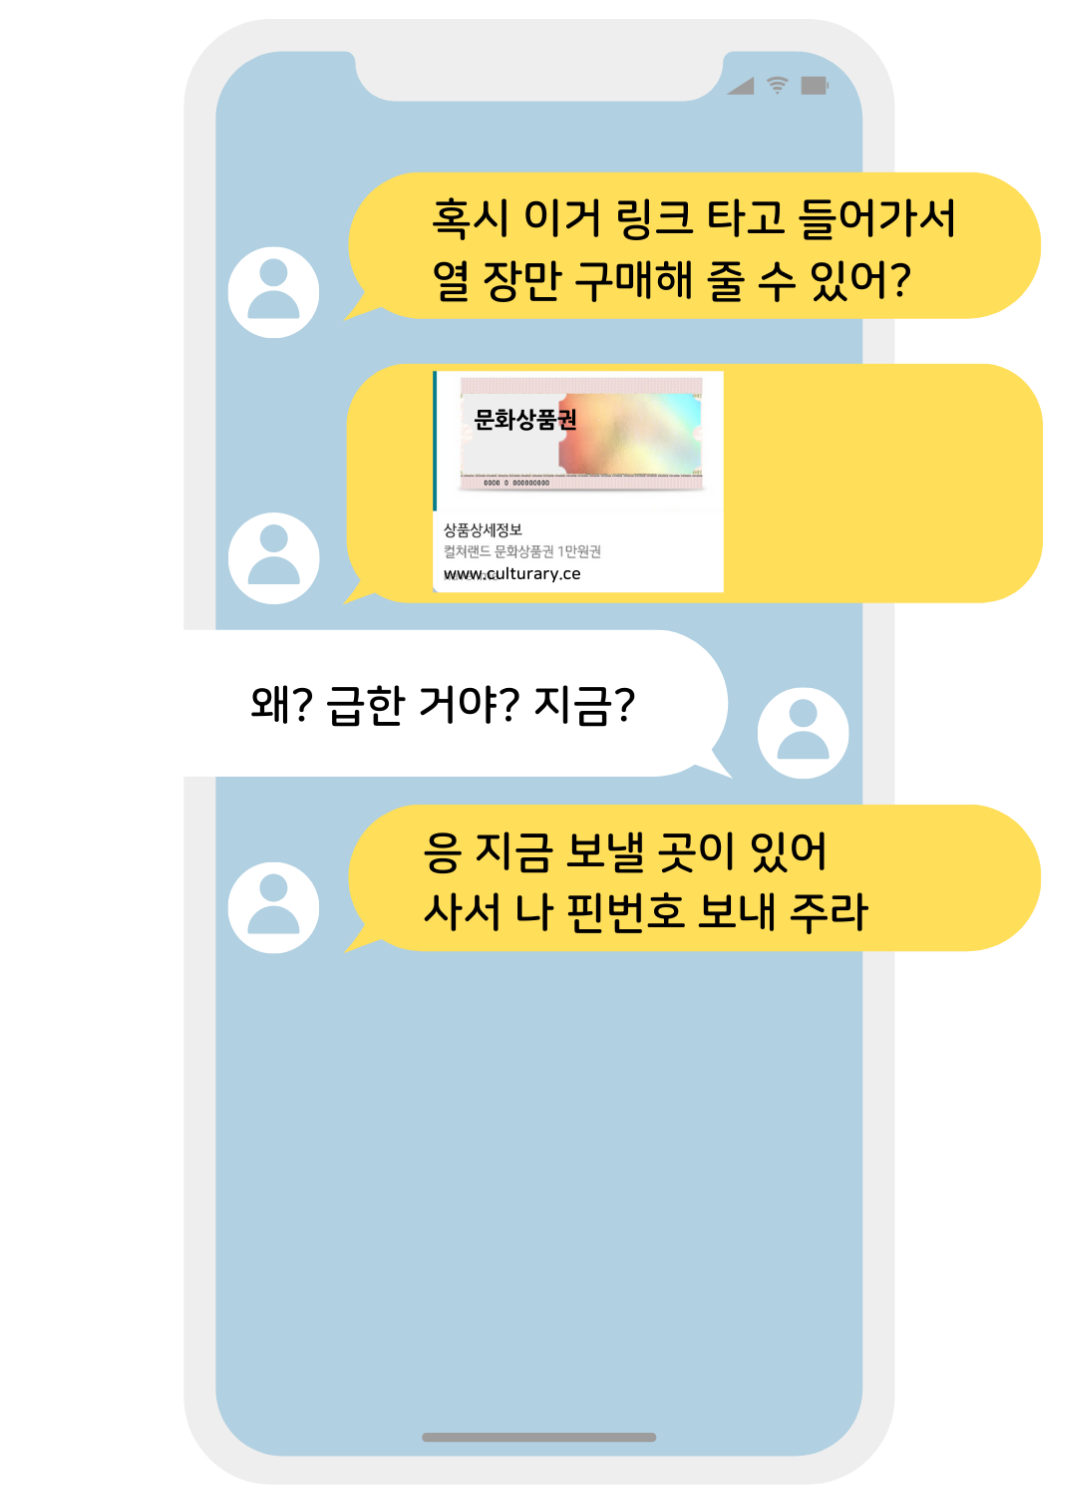 혹시 이거 링크 타고 들어가서
열 장만 구매해 줄 수 있어?
문화상품권
0000 0 000000000
상품상세정보
컬쳐랜드 문화상품권 1만원권
www.culturary.ce
왜? 급한 거야? 지금?
응 지금 보낼 곳이 있어
사서 나 핀번호 보내 주라